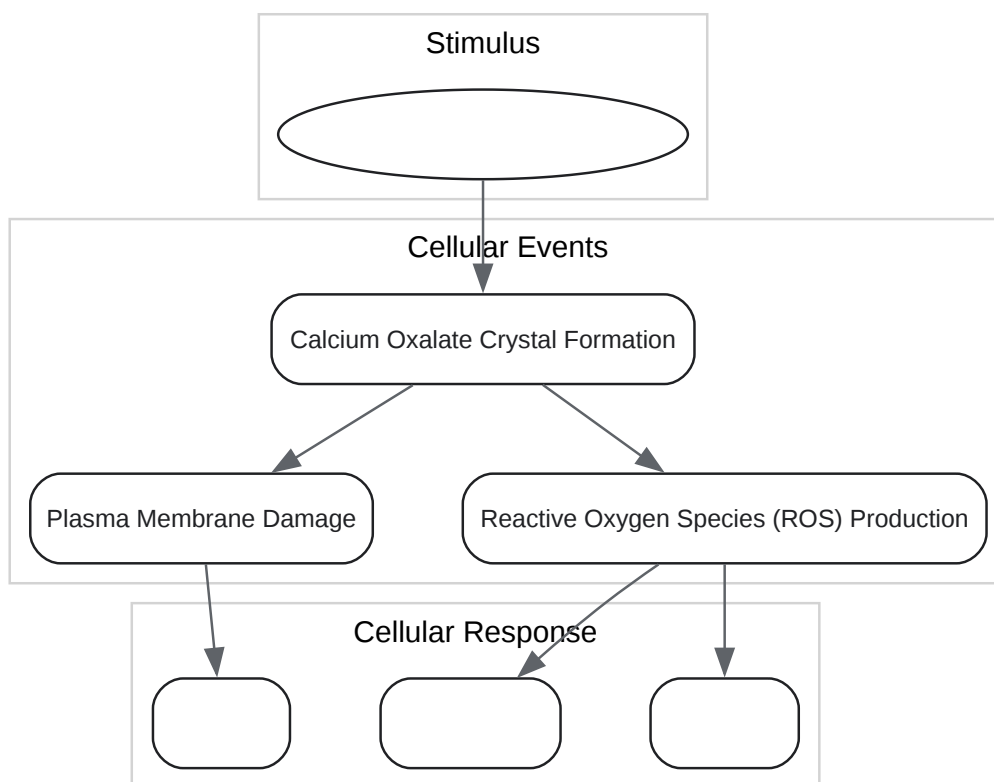 Stimulus
Cellular Events
Calcium Oxalate Crystal Formation
Plasma Membrane Damage
Reactive Oxygen Species (ROS) Production
Cellular Response